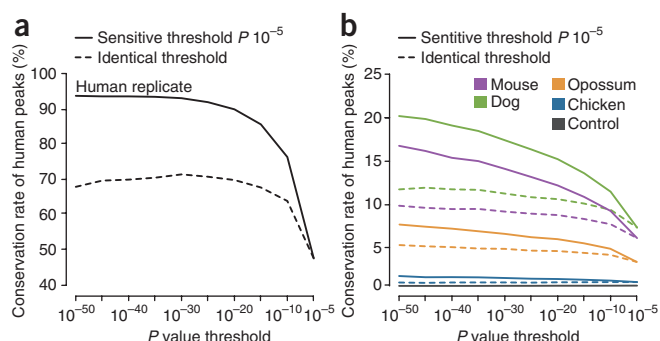 a
Sensitive threshold P 10^-5
Identical threshold
Conservation rate of human peaks (%)
100
90
80
70
60
50
40
Human replicate
10^-50 10^-40 10^-30 10^-20 10^-10 10^-5
P value threshold
b
Sentitive threshold P 10^-5
Identical threshold
Conservation rate of human peaks (%)
25
20
15
10
5
0
Mouse Opossum
Dog Chicken
Control
10^-50 10^-40 10^-30 10^-20 10^-10 10^-5
P value threshold